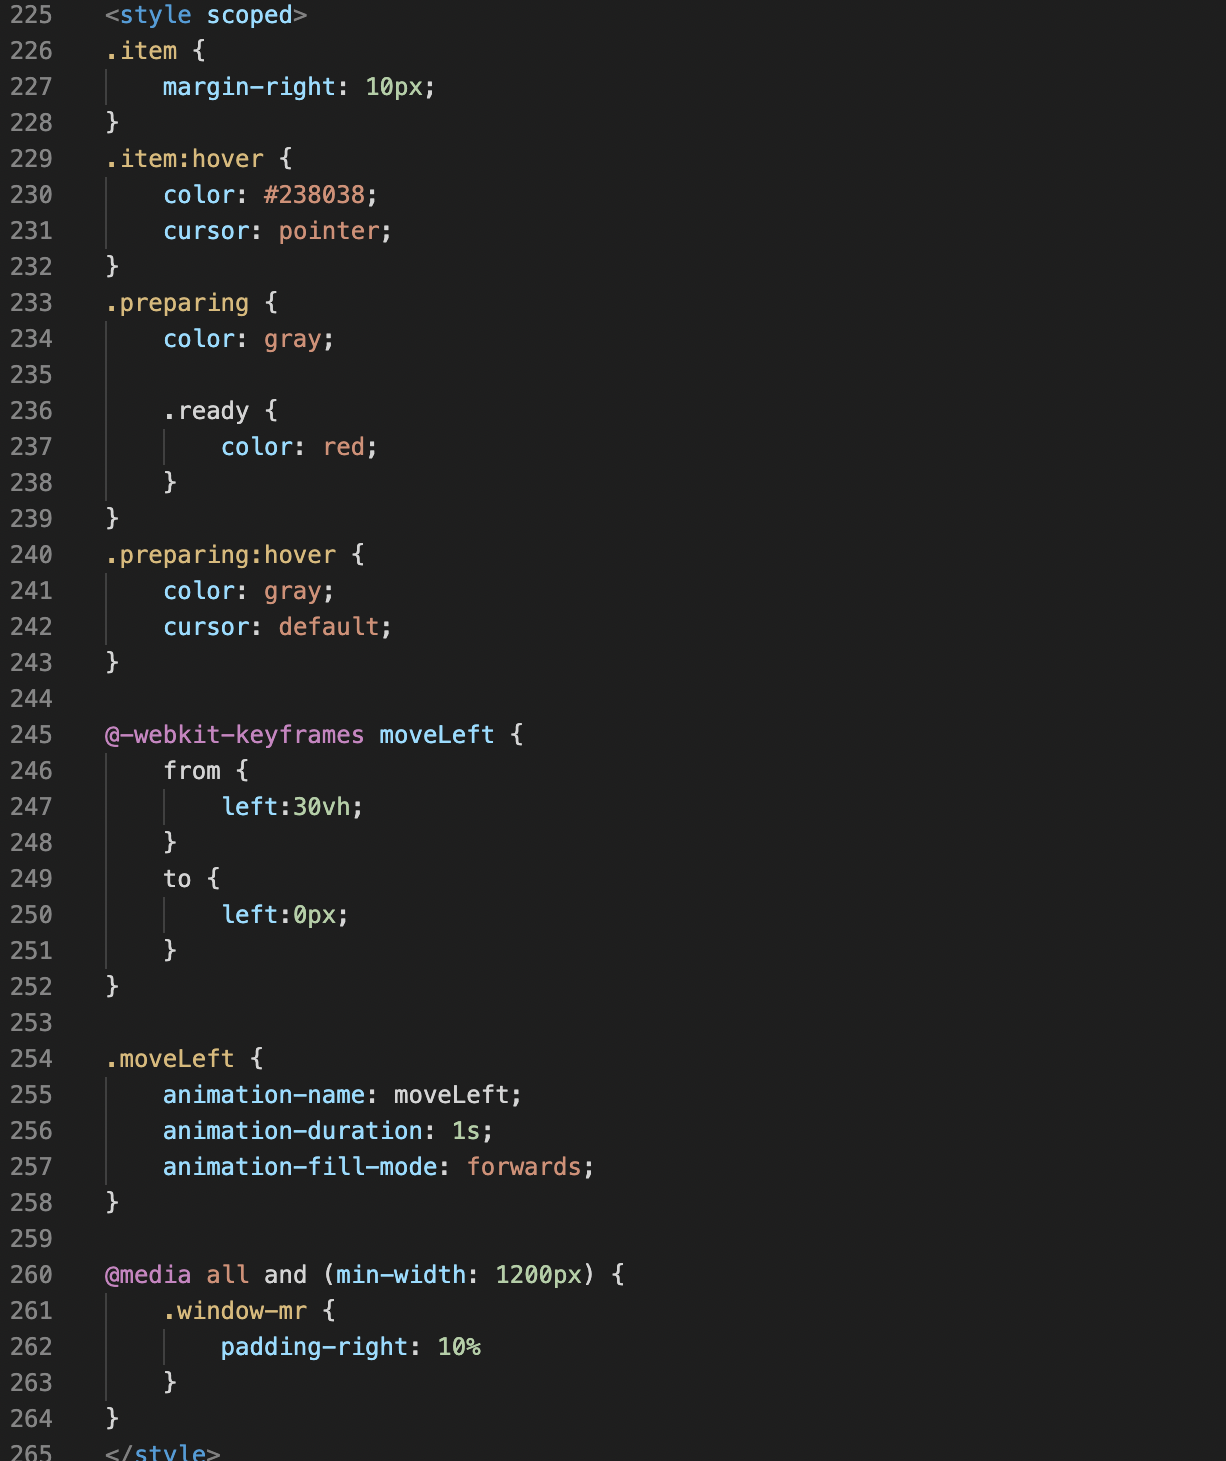 225 <style scoped>
226 .item {
227     margin-right: 10px;
228 }
229 .item:hover {
230     color: #238038;
231     cursor: pointer;
232 }
233 .preparing {
234     color: gray;
235
236     .ready {
237         color: red;
238     }
239 }
240 .preparing:hover {
241     color: gray;
242     cursor: default;
243 }
244
245 @-webkit-keyframes moveLeft {
246     from {
247         left:30vh;
248     }
249     to {
250         left:0px;
251     }
252 }
253
254 .moveLeft {
255     animation-name: moveLeft;
256     animation-duration: 1s;
257     animation-fill-mode: forwards;
258 }
259
260 @media all and (min-width: 1200px) {
261     .window-mr {
262         padding-right: 10%
263     }
264 }
265 </style>